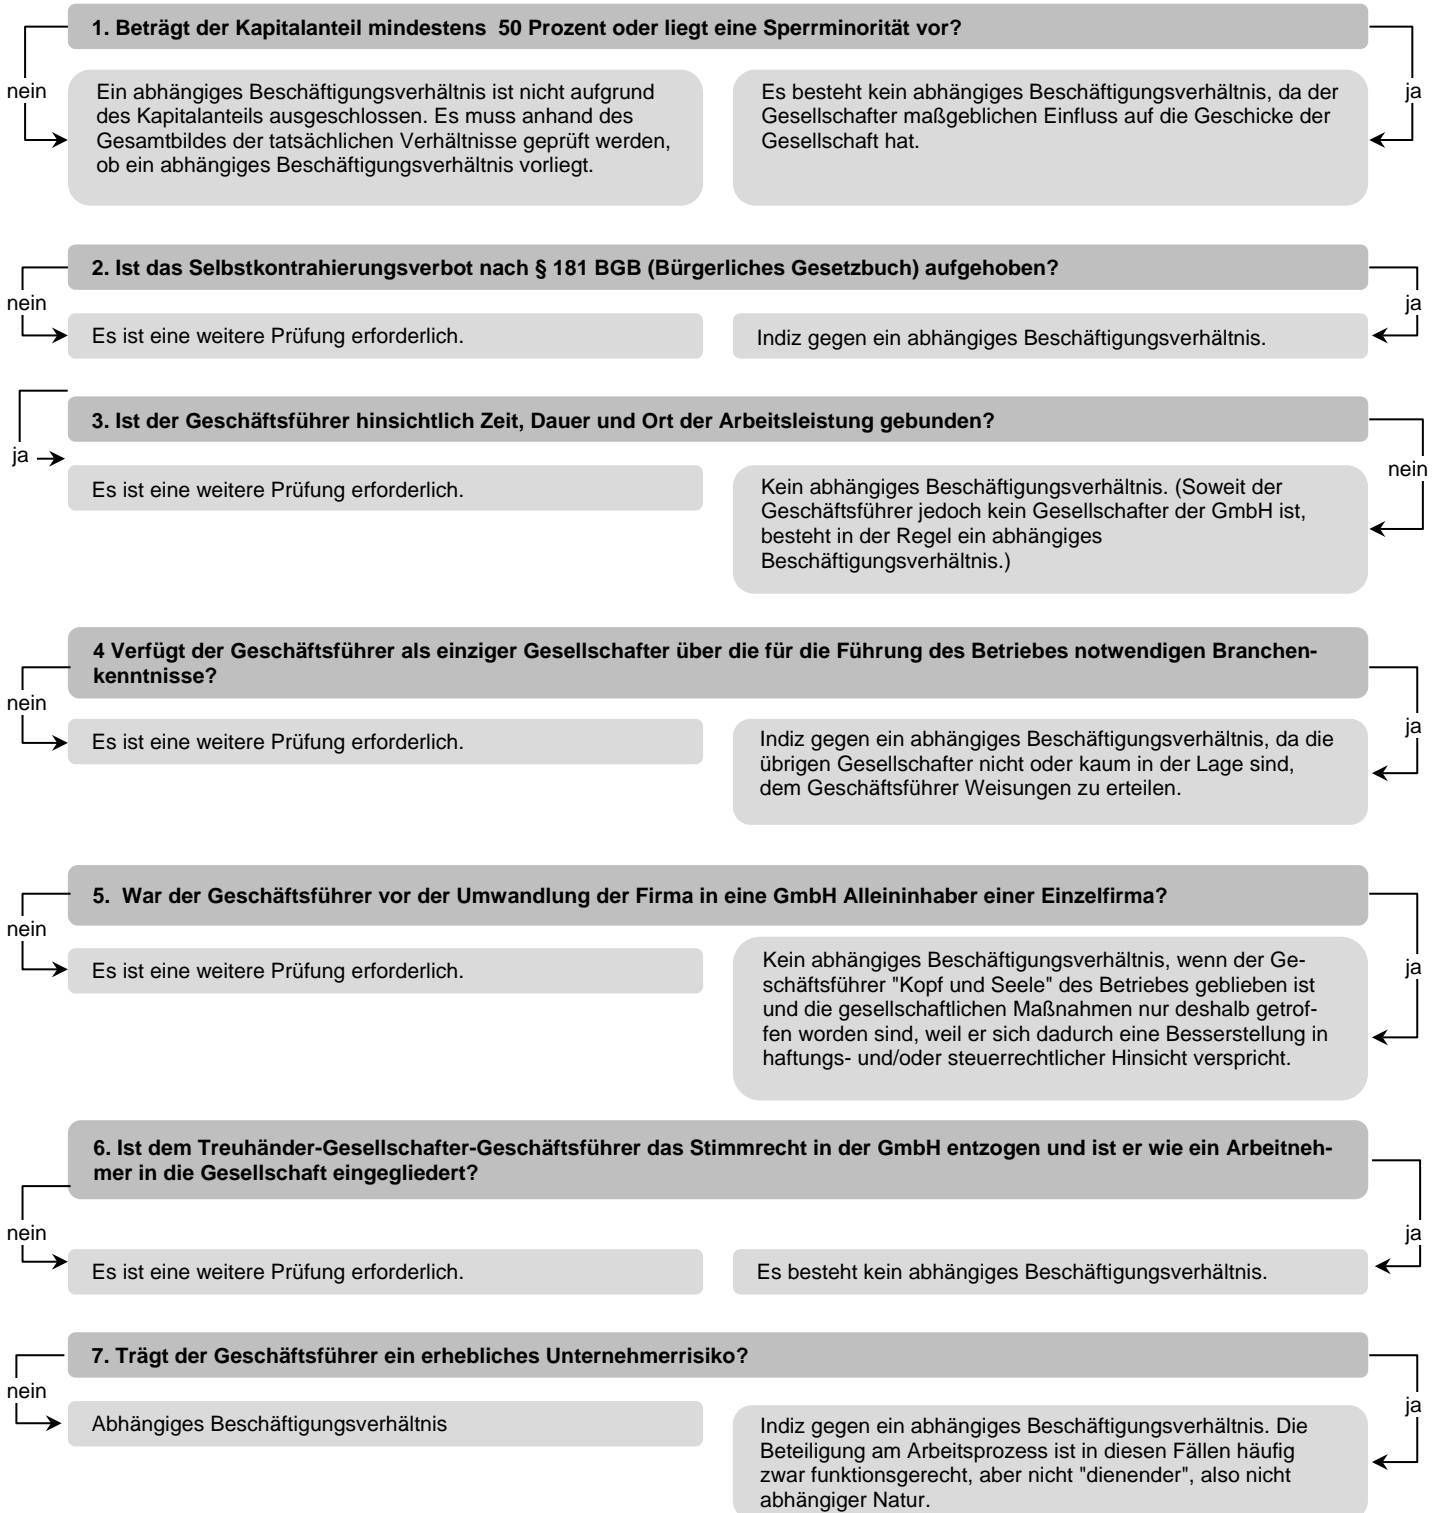 1. Beträgt der Kapitalanteil mindestens  50 Prozent oder liegt eine Sperrminorität vor?
nein
ja
Ein abhängiges Beschäftigungsverhältnis ist nicht aufgrund
des Kapitalanteils ausgeschlossen. Es muss anhand des
Gesamtbildes der tatsächlichen Verhältnisse geprüft werden,
ob ein abhängiges Beschäftigungsverhältnis vorliegt.
Es besteht kein abhängiges Beschäftigungsverhältnis, da der
Gesellschafter maßgeblichen Einfluss auf die Geschicke der
Gesellschaft hat.
2. Ist das Selbstkontrahierungsverbot nach § 181 BGB (Bürgerliches Gesetzbuch) aufgehoben?
nein
ja
Es ist eine weitere Prüfung erforderlich.
Indiz gegen ein abhängiges Beschäftigungsverhältnis.
3. Ist der Geschäftsführer hinsichtlich Zeit, Dauer und Ort der Arbeitsleistung gebunden?
ja
nein
Es ist eine weitere Prüfung erforderlich.
Kein abhängiges Beschäftigungsverhältnis. (Soweit der
Geschäftsführer jedoch kein Gesellschafter der GmbH ist,
besteht in der Regel ein abhängiges
Beschäftigungsverhältnis.)
4 Verfügt der Geschäftsführer als einziger Gesellschafter über die für die Führung des Betriebes notwendigen Branchen-
kenntnisse?
nein
ja
Es ist eine weitere Prüfung erforderlich.
Indiz gegen ein abhängiges Beschäftigungsverhältnis, da die
übrigen Gesellschafter nicht oder kaum in der Lage sind,
dem Geschäftsführer Weisungen zu erteilen.
5.  War der Geschäftsführer vor der Umwandlung der Firma in eine GmbH Alleininhaber einer Einzelfirma?
nein
ja
Es ist eine weitere Prüfung erforderlich.
Kein abhängiges Beschäftigungsverhältnis, wenn der Ge-
schäftsführer "Kopf und Seele" des Betriebes geblieben ist
und die gesellschaftlichen Maßnahmen nur deshalb getrof-
fen worden sind, weil er sich dadurch eine Besserstellung in
haftungs- und/oder steuerrechtlicher Hinsicht verspricht.
6. Ist dem Treuhänder-Gesellschafter-Geschäftsführer das Stimmrecht in der GmbH entzogen und ist er wie ein Arbeitneh-
mer in die Gesellschaft eingegliedert?
nein
ja
Es ist eine weitere Prüfung erforderlich.
Es besteht kein abhängiges Beschäftigungsverhältnis.
7. Trägt der Geschäftsführer ein erhebliches Unternehmerrisiko?
nein
ja
Abhängiges Beschäftigungsverhältnis
Indiz gegen ein abhängiges Beschäftigungsverhältnis. Die
Beteiligung am Arbeitsprozess ist in diesen Fällen häufig
zwar funktionsgerecht, aber nicht "dienender", also nicht
abhängiger Natur.